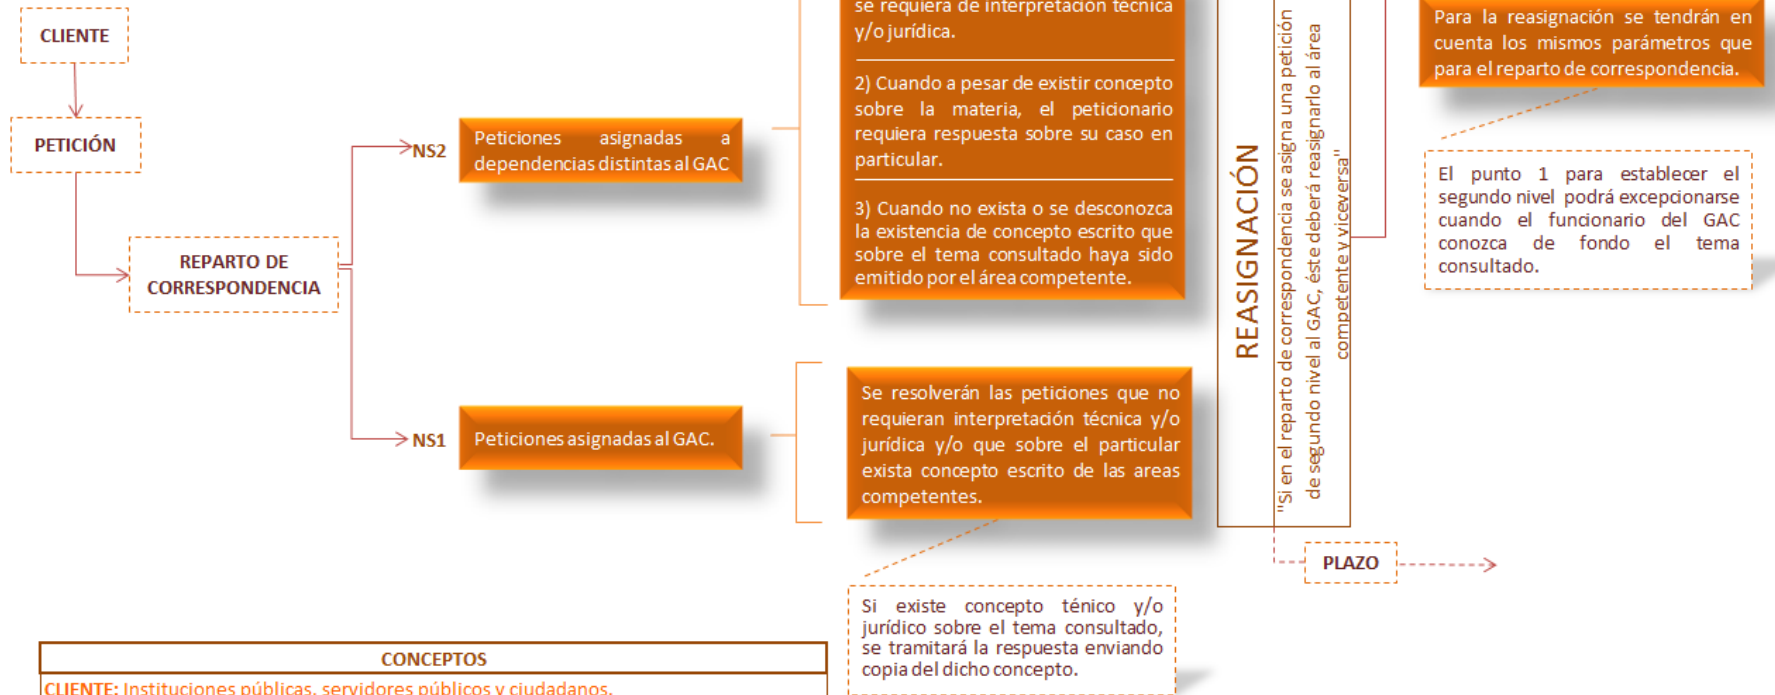 CLIENTE
PETICIÓN
REPARTO DE
CORRESPONDENCIA
NS2
Peticiones asignadas a
dependencias distintas al GAC
se requiera de interpretación técnica
y/o jurídica.
2) Cuando a pesar de existir concepto
sobre la materia, el peticionario
requiera respuesta sobre su caso en
particular.
3) Cuando no exista o se desconozca
la existencia de concepto escrito que
sobre el tema consultado haya sido
emitido por el área competente.
NS1
Peticiones asignadas al GAC.
Se resolverán las peticiones que no
requieran interpretación técnica y/o
jurídica y/o que sobre el particular
exista concepto escrito de las areas
competentes.
Si existe concepto ténico y/o
jurídico sobre el tema consultado,
se tramitará la respuesta enviando
copia del dicho concepto.
REASIGNACIÓN
"Si en el reparto de correspondencia se asigna una petición
de segundo nivel al GAC, éste deberá reasignarlo al área
competente y viceversa"
Para la reasignación se tendrán en
cuenta los mismos parámetros que
para el reparto de correspondencia.
El punto 1 para establecer el
segundo nivel podrá excepcionarse
cuando el funcionario del GAC
conozca de fondo el tema
consultado.
PLAZO
CONCEPTOS
CLIENTE: Instituciones públicas, servidores públicos y ciudadanos.